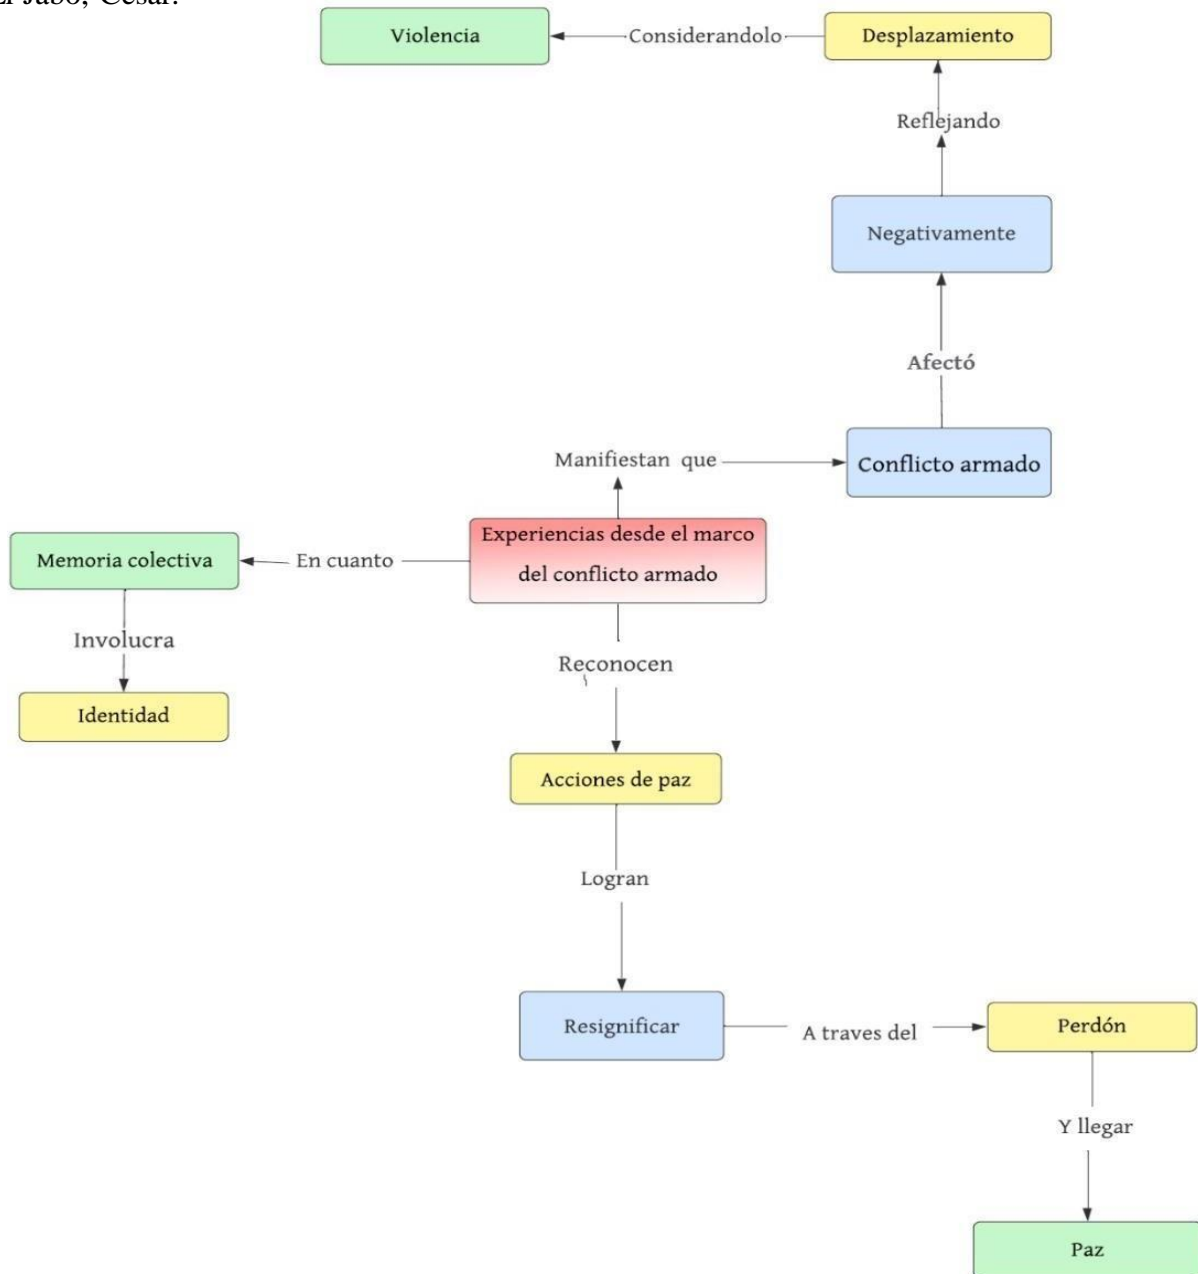 El Jabo, Cesar.
Violencia
Considerandolo
Desplazamiento
Reflejando
Negativamente
Afectó
Conflicto armado
Manifiestan que
Experiencias desde el marco
del conflicto armado
Memoria colectiva
En cuanto
Involucra
Identidad
Reconocen
Acciones de paz
Logran
Resignificar
A traves del
Perdón
Y llegar
Paz